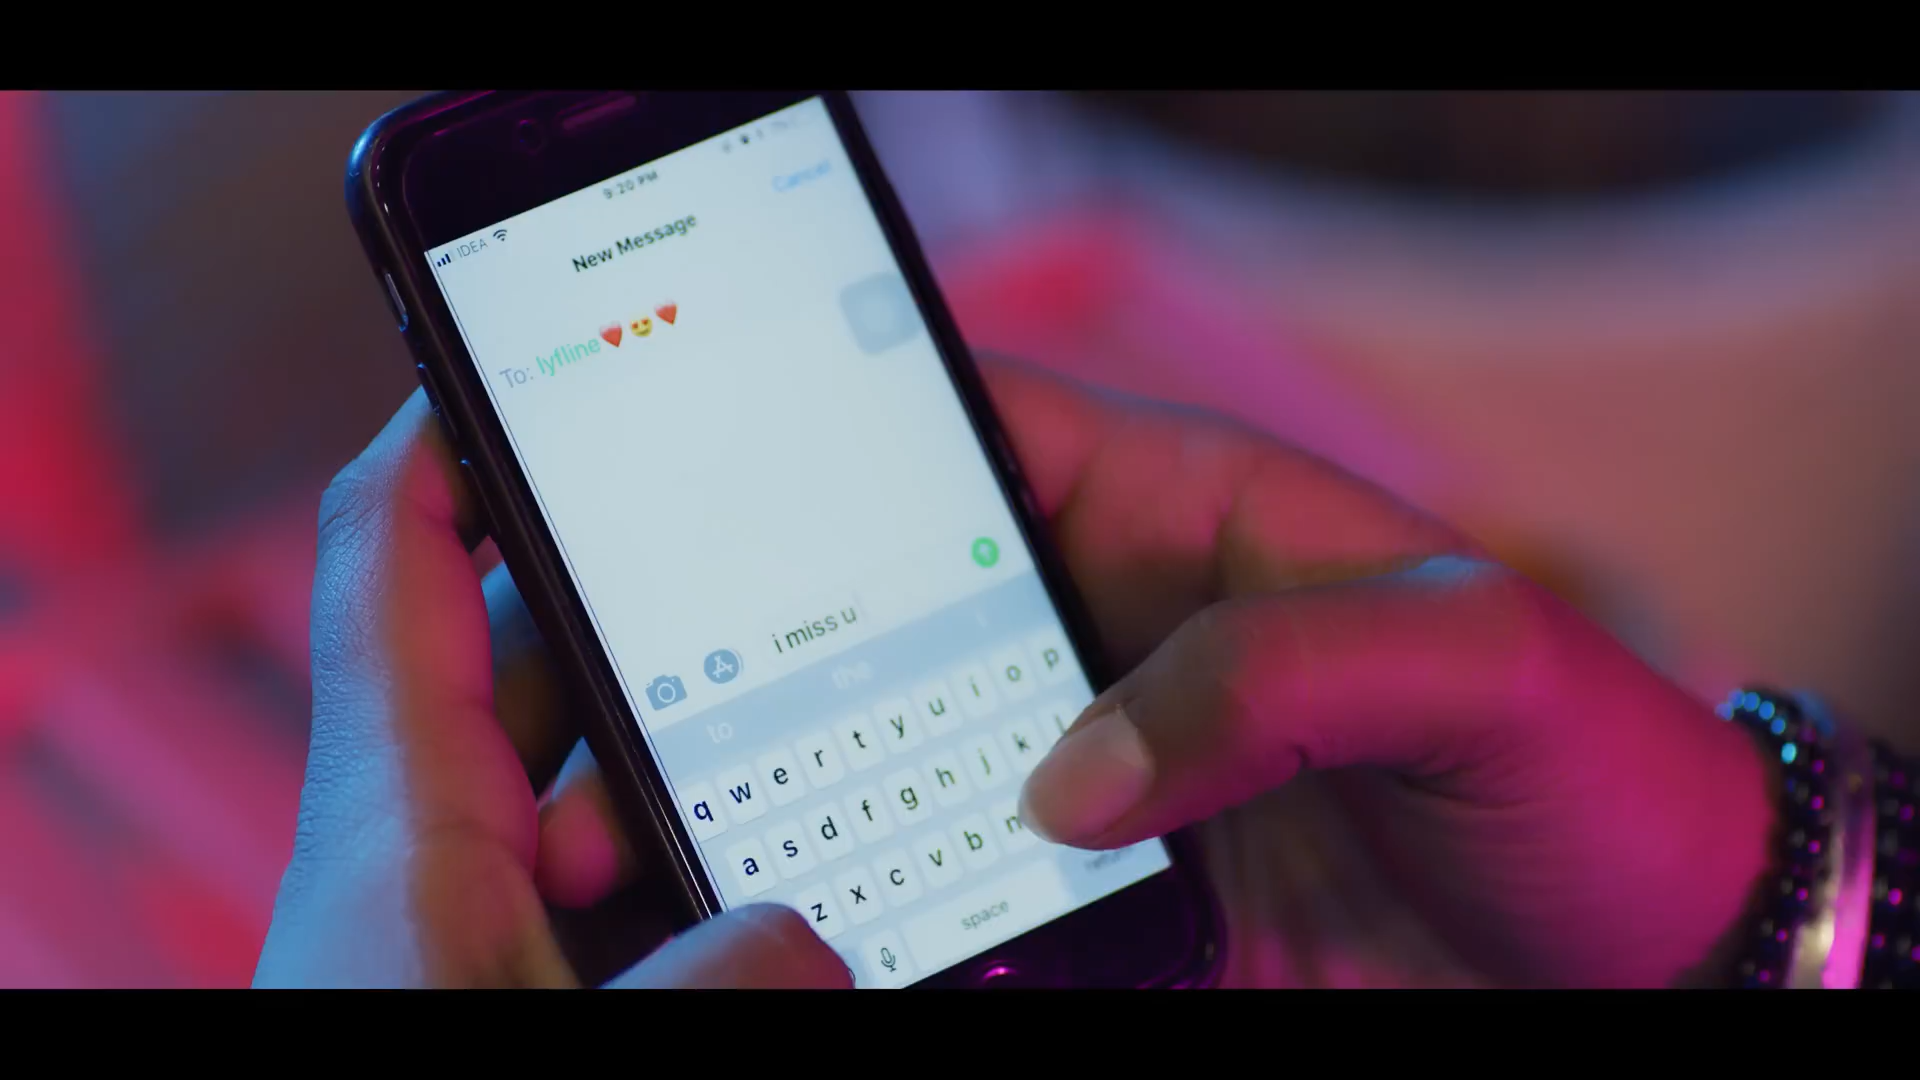 IDEA 9:20 PM
New Message Cancel
To: lyfline❤️😍❤️
i miss u
to the
q w e r t y u i o p
a s d f g h j k l
z x c v b
space